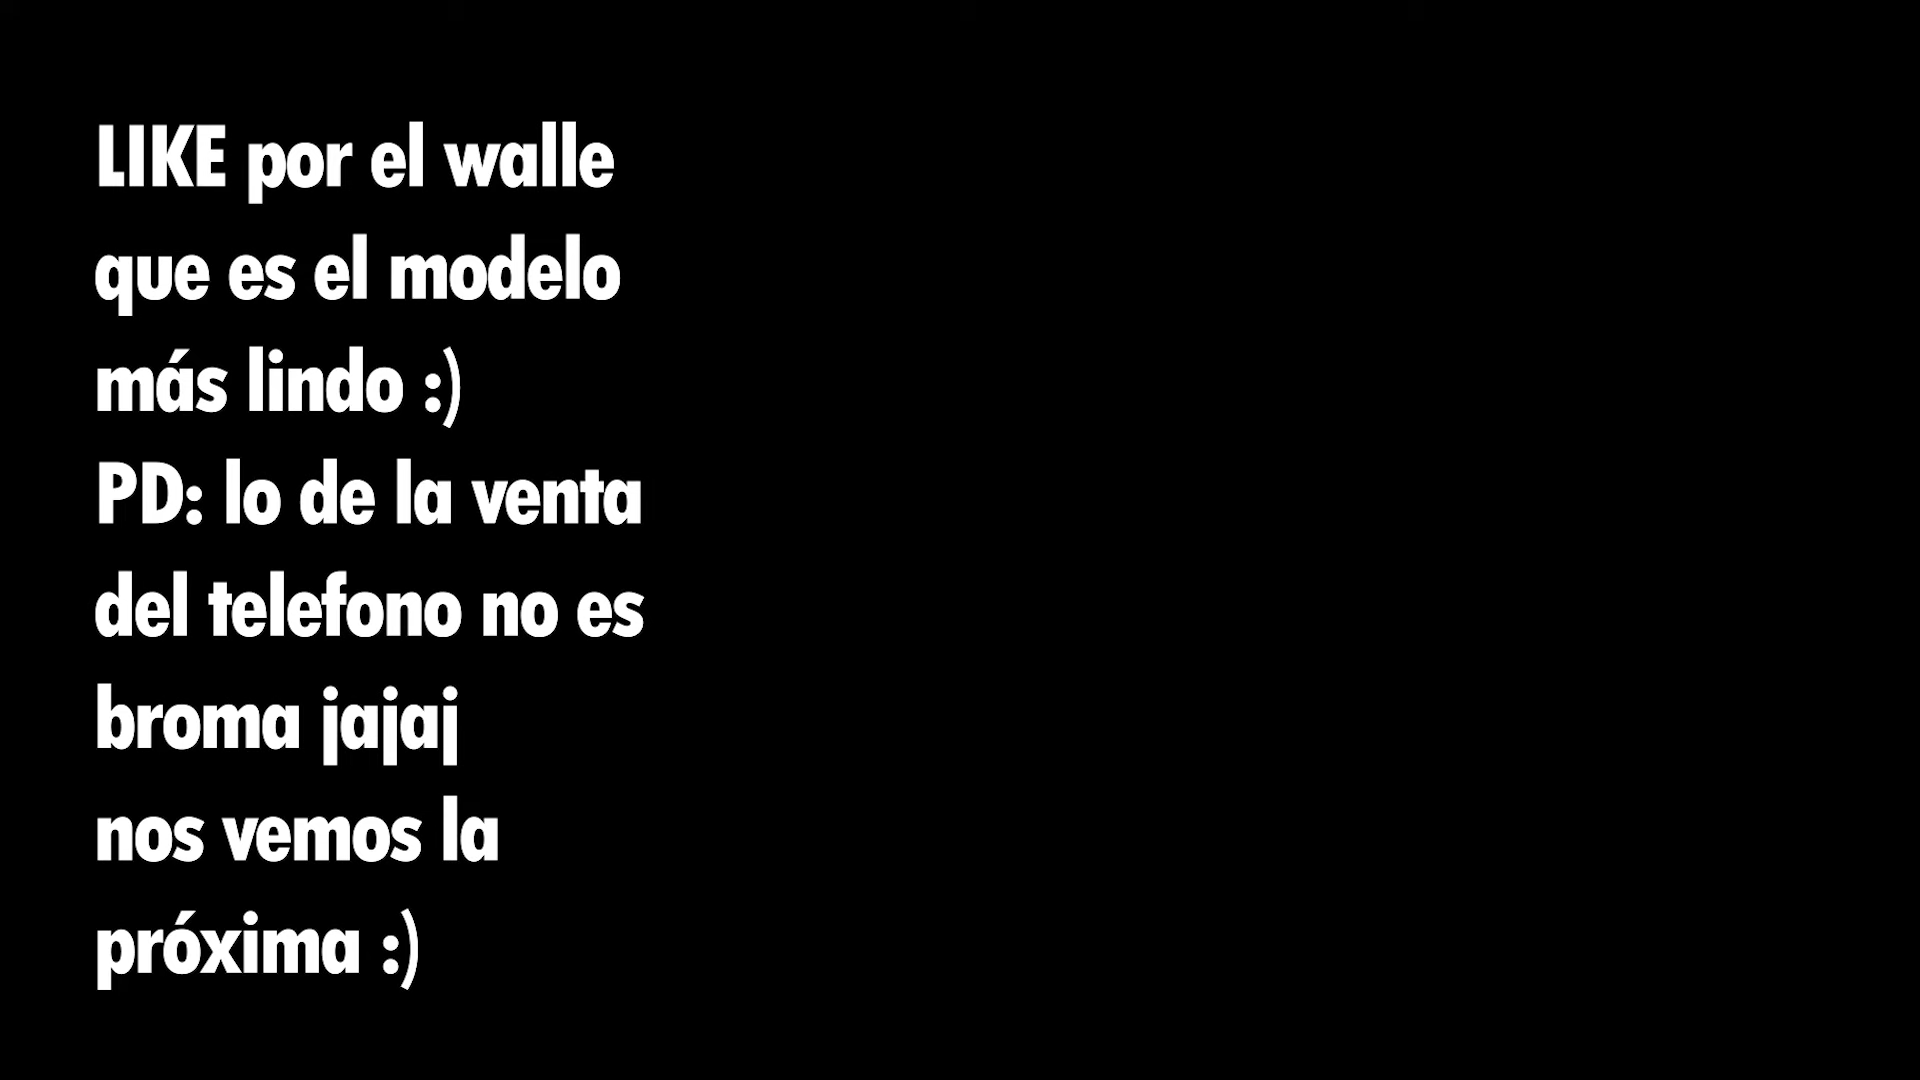 LIKE por el walle
que es el modelo
más lindo :)
PD: lo de la venta
del telefono no es
broma jajaj
nos vemos la
próxima :)